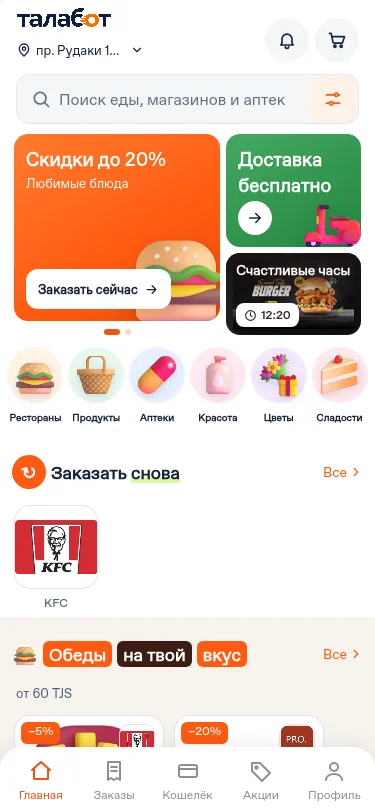 талабот
пр. Рудаки 1...
Поиск еды, магазинов и аптек
Скидки до 20%
Любимые блюда
Заказать сейчас
Доставка
бесплатно
Счастливые часы
BURGER
12:20
Рестораны
Продукты
Аптеки
Красота
Цветы
Сладости
Заказать снова
Все
KFC
KFC
Обеды на твой вкус
Все
от 60 TJS
−5%
−20%
PRO.
Главная
Заказы
Кошелёк
Акции
Профиль